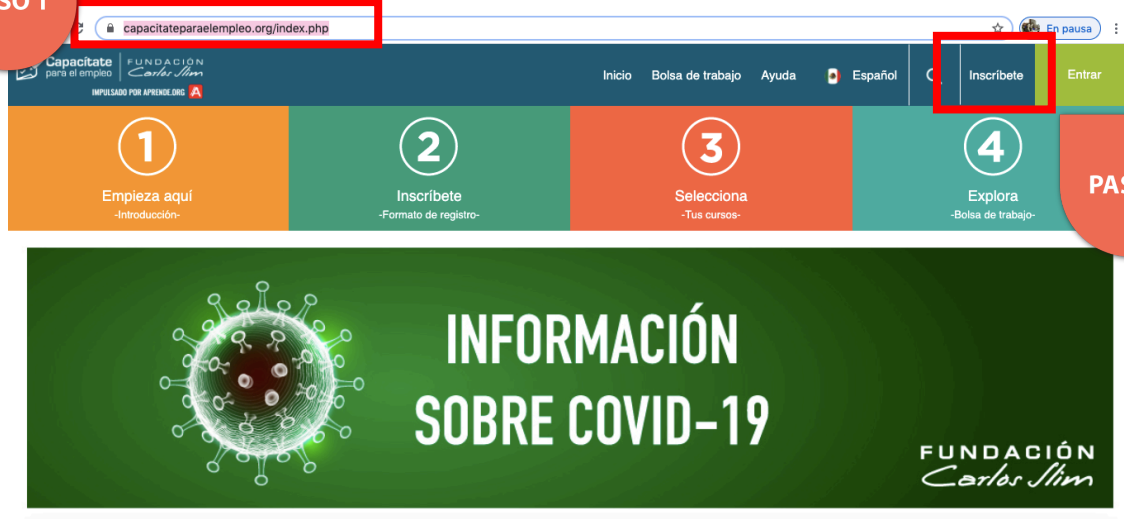 SO 1
capacitateparaelempleo.org/index.php
En pausa
Capacítate
para el empleo
FUNDACIÓN
Carlos Slim
IMPULSADO POR APRENDE.ORG A
Inicio Bolsa de trabajo Ayuda Español Inscríbete Entrar
1
Empieza aquí
-Introducción-
2
Inscríbete
-Formato de registro-
3
Selecciona
-Tus cursos-
4
Explora
-Bolsa de trabajo-
PAS
INFORMACIÓN
SOBRE COVID-19
FUNDACIÓN
Carlos Slim